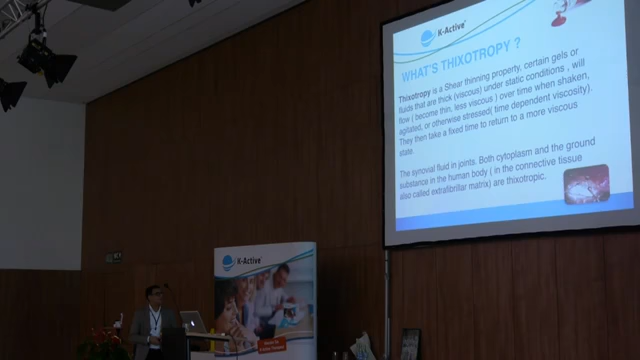 K-Active™
WHAT'S THIXOTROPY ?
Thixotropy is a Shear thinning property, certain gels or
fluids that are thick (viscous) under static conditions , will
flow ( become thin, less viscous ) over time when shaken,
agitated, or otherwise stressed( time dependent viscosity).
They then take a fixed time to return to a more viscous
state.
The synovial fluid in joints. Both cytoplasm and the ground
substance in the human body ( in the connective tissue
also called extrafibrillar matrix) are thixotropic.
K-Active™